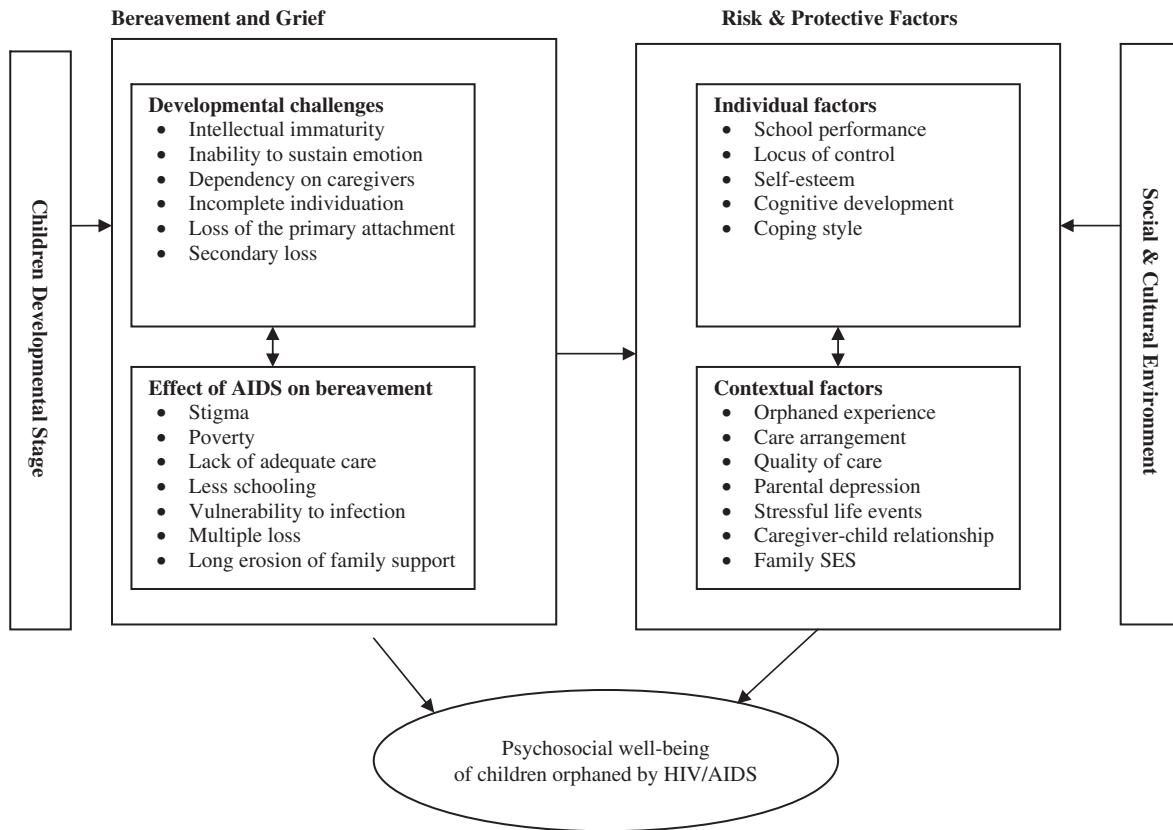 Bereavement and Grief
Risk & Protective Factors
Children Developmental Stage
Developmental challenges
• Intellectual immaturity
• Inability to sustain emotion
• Dependency on caregivers
• Incomplete individuation
• Loss of the primary attachment
• Secondary loss
Effect of AIDS on bereavement
• Stigma
• Poverty
• Lack of adequate care
• Less schooling
• Vulnerability to infection
• Multiple loss
• Long erosion of family support
Individual factors
• School performance
• Locus of control
• Self-esteem
• Cognitive development
• Coping style
Contextual factors
• Orphaned experience
• Care arrangement
• Quality of care
• Parental depression
• Stressful life events
• Caregiver-child relationship
• Family SES
Social & Cultural Environment
Psychosocial well-being
of children orphaned by HIV/AIDS